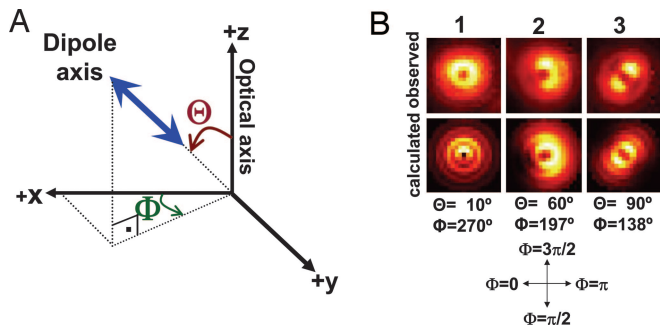 A
Dipole
axis
+z
Optical axis
Θ
+x
Φ
+y
B
1 2 3
calculated observed
Θ= 10º Θ= 60º Θ= 90º
Φ=270º Φ=197º Φ=138º
Φ=3π/2
Φ=0 Φ=π
Φ=π/2